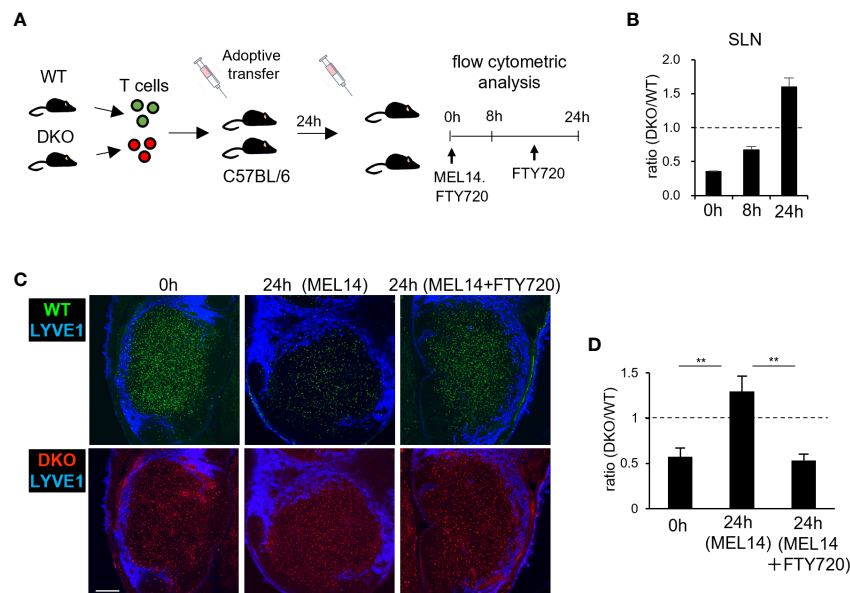 A
WT
DKO
T cells
Adoptive
transfer
C57BL/6
24h
flow cytometric
analysis
0h
8h
24h
MEL14.
FTY720
FTY720
B
SLN
ratio (DKO/WT)
2.0
1.5
1.0
0.5
0.0
0h
8h
24h
C
0h
24h (MEL14)
24h (MEL14+FTY720)
WT
LYVE1
DKO
LYVE1
D
ratio (DKO/WT)
1.5
1
0.5
0
**
**
0h
24h
(MEL14)
24h
(MEL14
+FTY720)